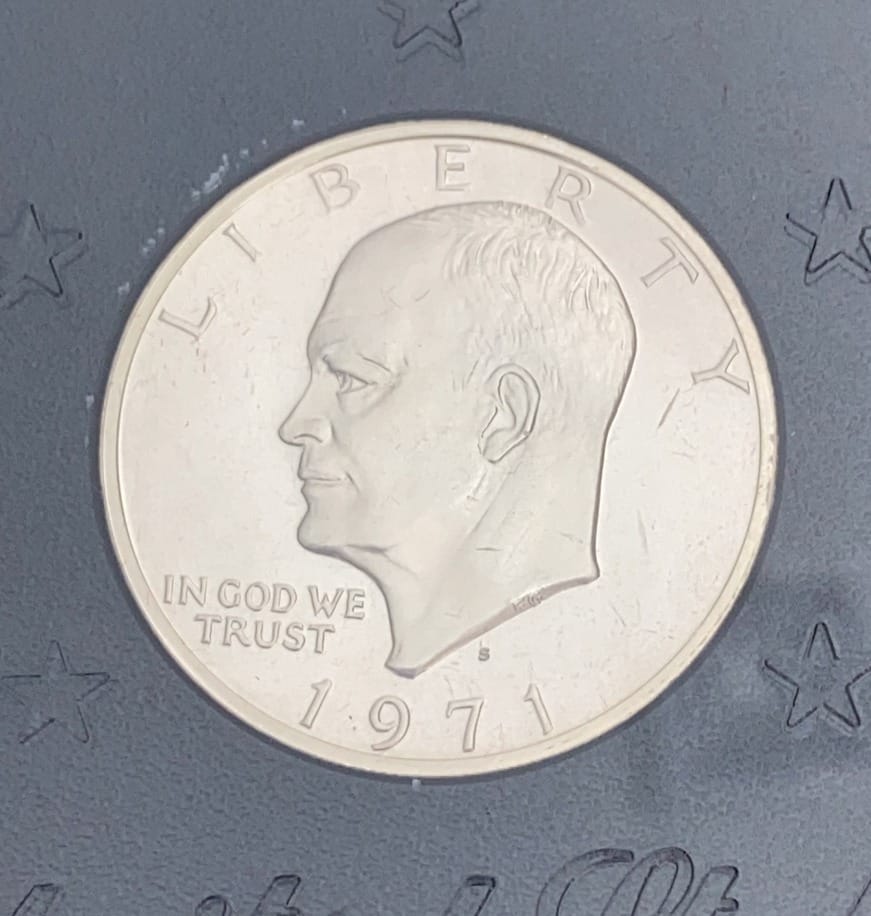 LIBERTY
IN GOD WE
TRUST
S
1971